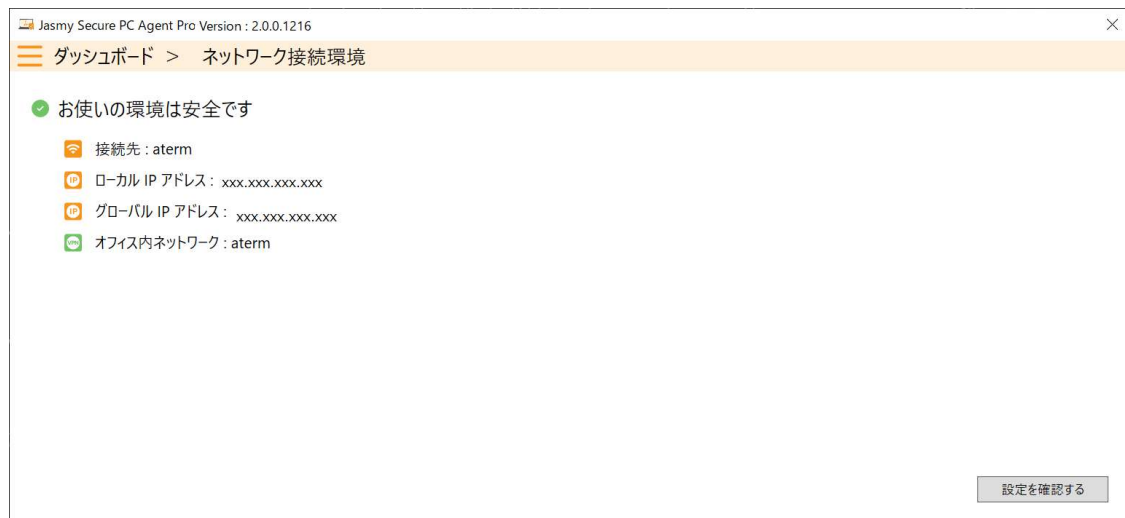 Jasmy Secure PC Agent Pro Version : 2.0.0.1216
ダッシュボード > ネットワーク接続環境
お使いの環境は安全です
接続先 : aterm
IP ローカル IP アドレス : xxx.xxx.xxx.xxx
IP グローバル IP アドレス : xxx.xxx.xxx.xxx
VPN オフィス内ネットワーク : aterm
設定を確認する